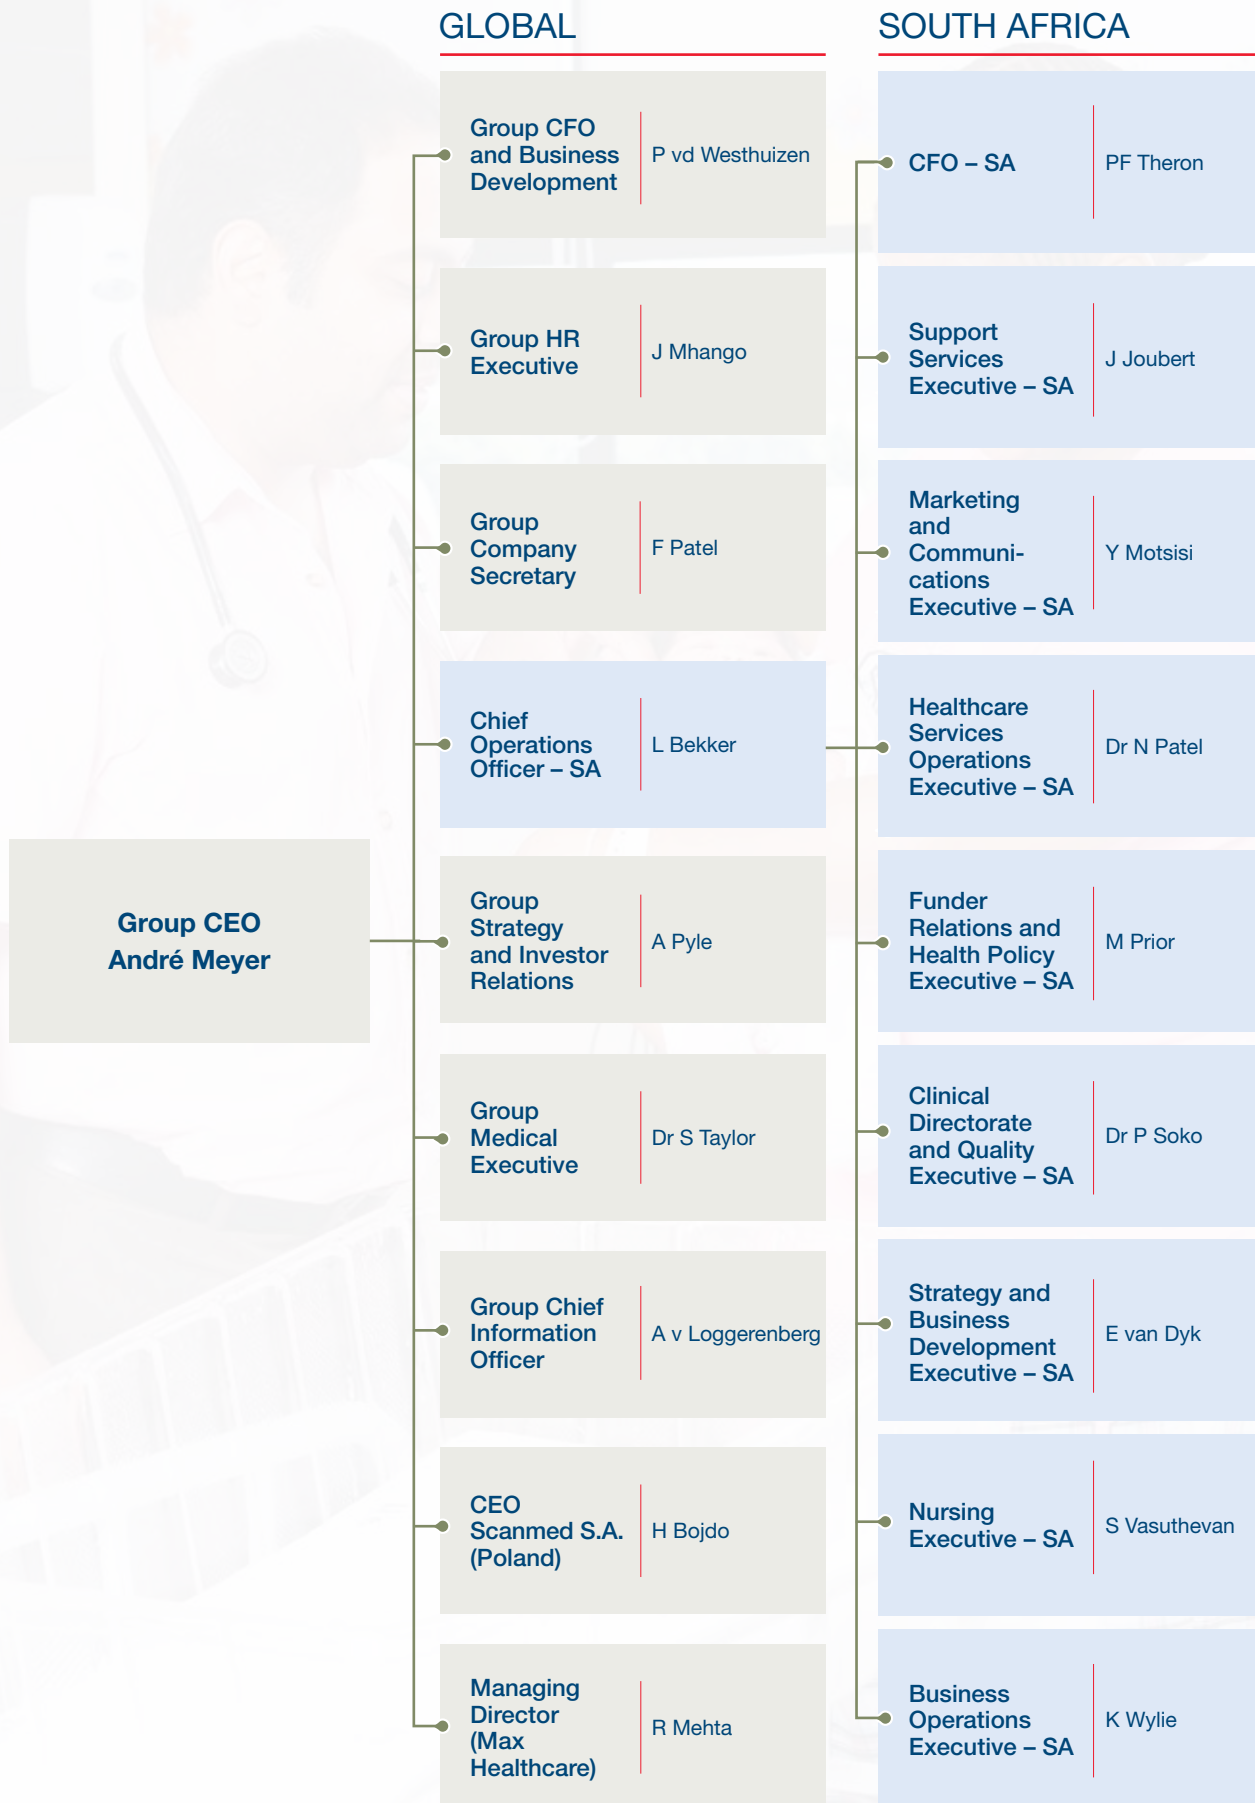 GLOBAL
SOUTH AFRICA
Group CEO
André Meyer
Group CFO
and Business
Development
P vd Westhuizen
Group HR
Executive
J Mhango
Group
Company
Secretary
F Patel
Chief
Operations
Officer – SA
L Bekker
Group
Strategy
and Investor
Relations
A Pyle
Group
Medical
Executive
Dr S Taylor
Group Chief
Information
Officer
A v Loggerenberg
CEO
Scanmed S.A.
(Poland)
H Bojdo
Managing
Director
(Max
Healthcare)
R Mehta
CFO – SA
PF Theron
Support
Services
Executive – SA
J Joubert
Marketing
and
Communi-
cations
Executive – SA
Y Motsisi
Healthcare
Services
Operations
Executive – SA
Dr N Patel
Funder
Relations and
Health Policy
Executive – SA
M Prior
Clinical
Directorate
and Quality
Executive – SA
Dr P Soko
Strategy and
Business
Development
Executive – SA
E van Dyk
Nursing
Executive – SA
S Vasuthevan
Business
Operations
Executive – SA
K Wylie